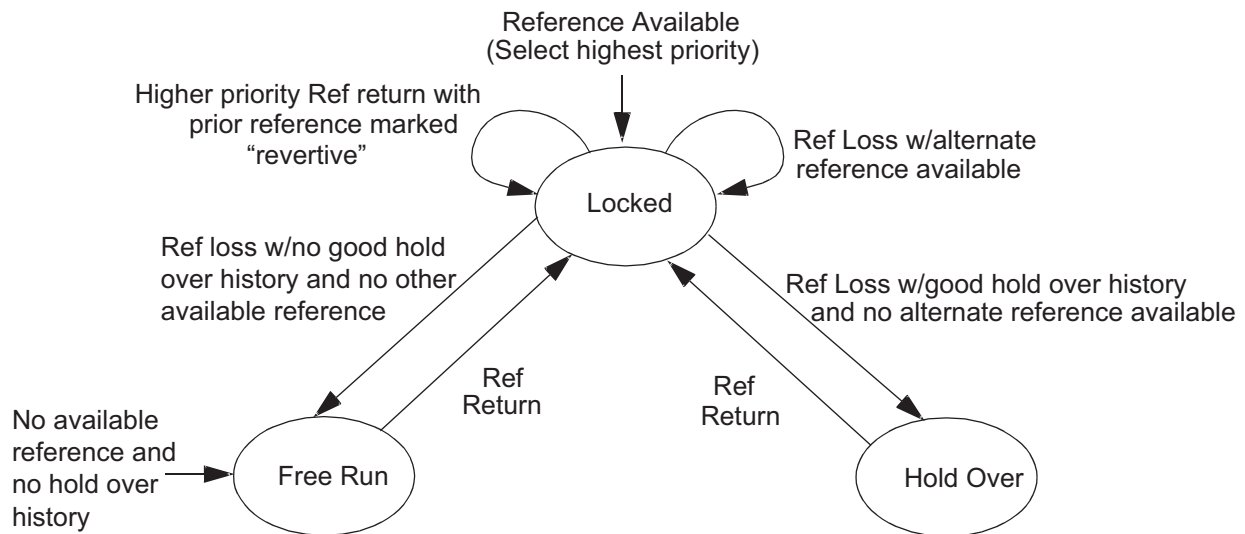 Reference Available
(Select highest priority)
Higher priority Ref return with
prior reference marked
“revertive”
Ref Loss w/alternate
reference available
Locked
Ref loss w/no good hold
over history and no other
available reference
Ref Loss w/good hold over history
and no alternate reference available
Ref
Return
Ref
Return
No available
reference and
no hold over
history
Free Run
Hold Over